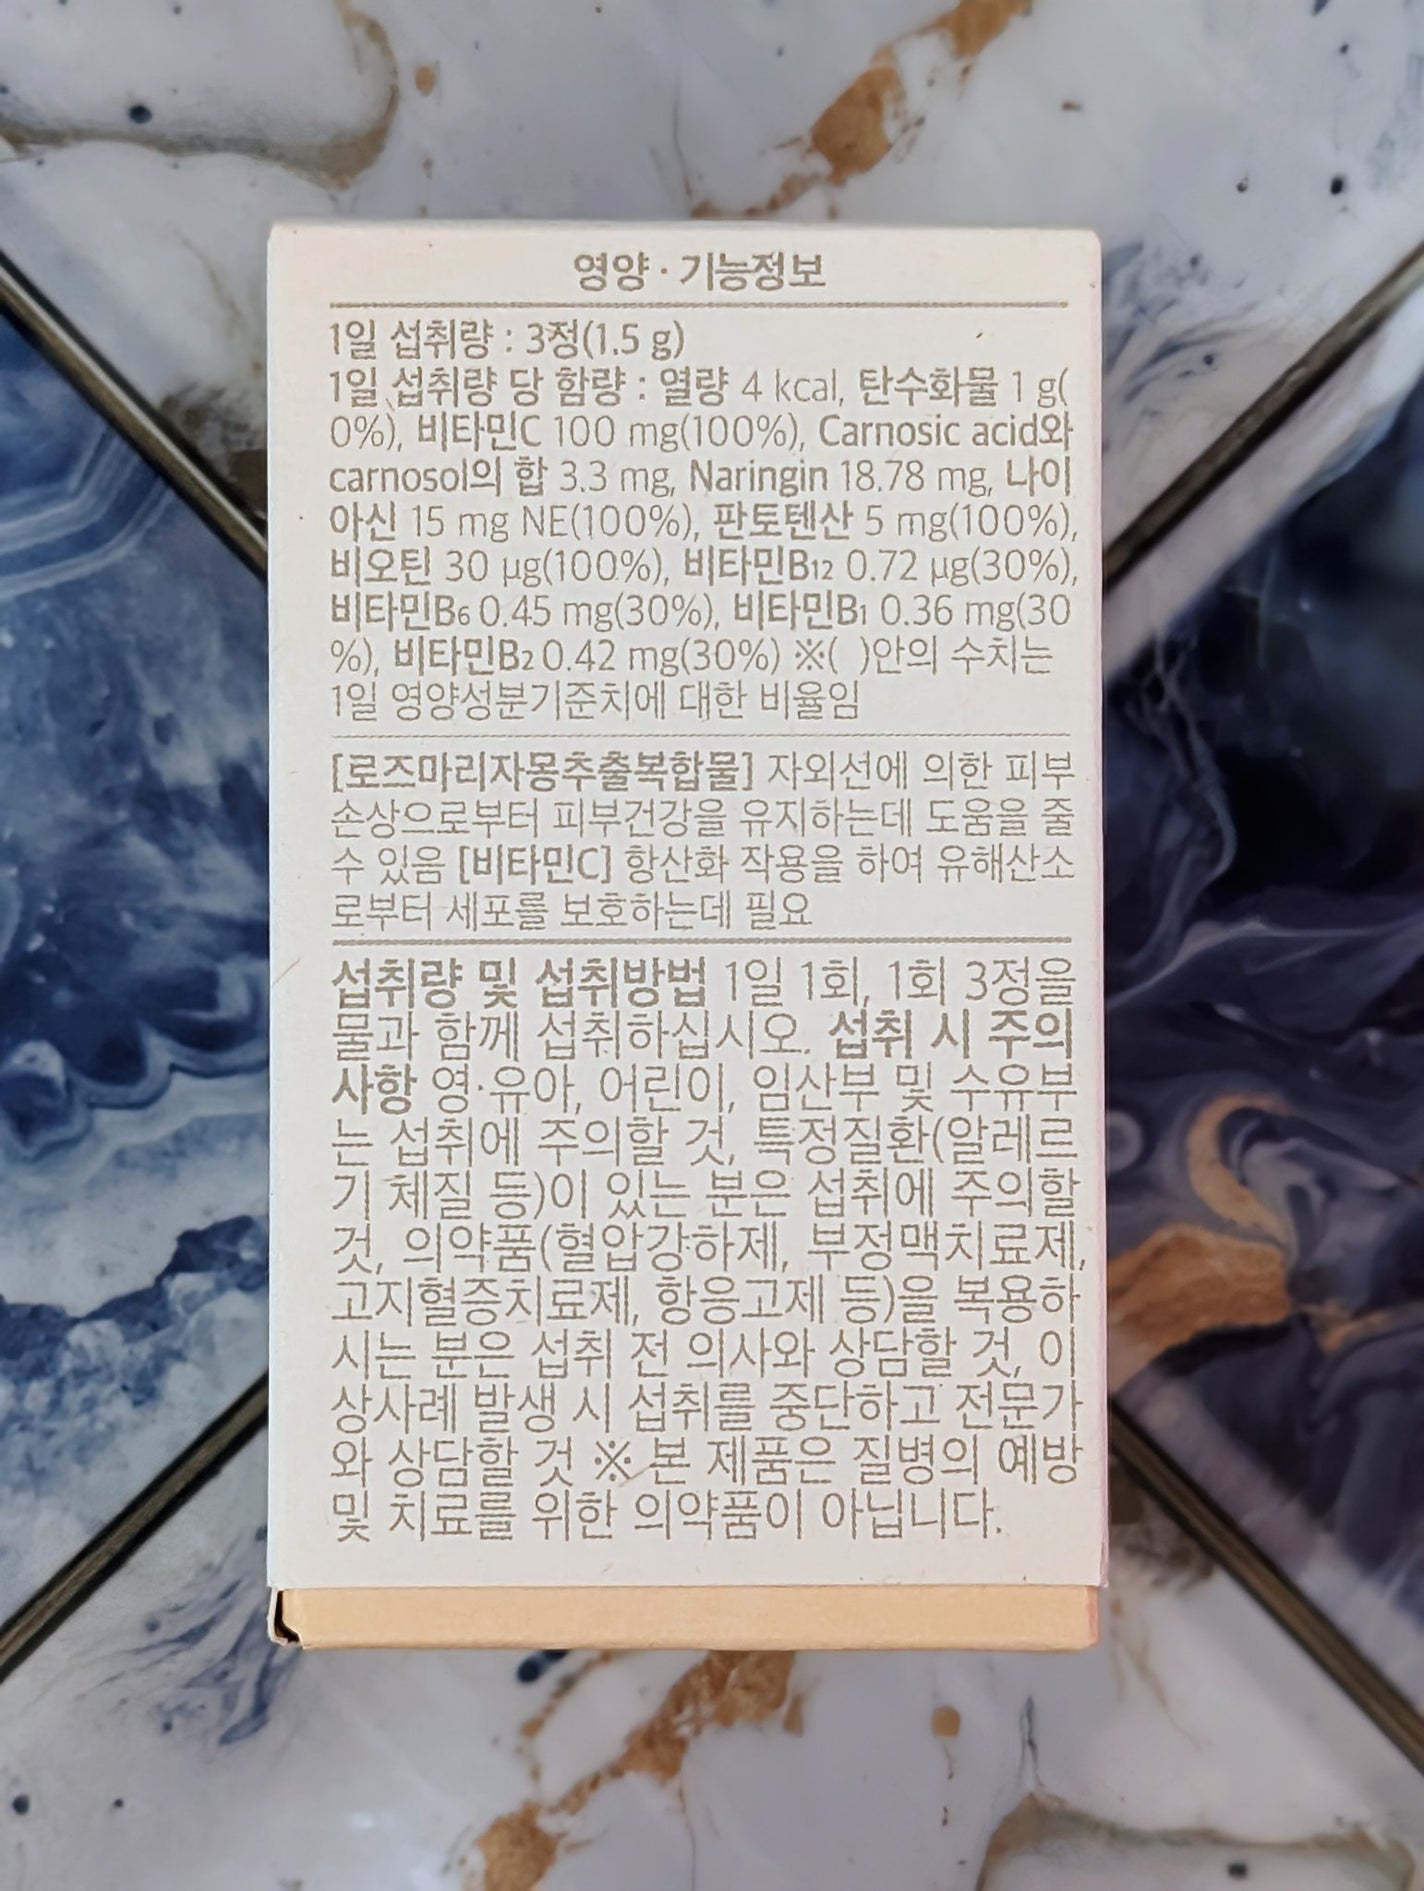 영양 · 기능정보
1일 섭취량 : 3정(1.5 g)
1일 섭취량 당 함량 : 열량 4 kcal, 탄수화물 1 g(
0%), 비타민C 100 mg(100%), Carnosic acid와
carnosol의 합 3.3 mg, Naringin 18.78 mg, 나이
아신 15 mg NE(100%), 판토텐산 5 mg(100%),
비오틴 30 µg(100%), 비타민B12 0.72 µg(30%),
비타민B6 0.45 mg(30%), 비타민B1 0.36 mg(30
%), 비타민B2 0.42 mg(30%) ※( )안의 수치는
1일 영양성분기준치에 대한 비율임
[로즈마리자몽추출복합물] 자외선에 의한 피부
손상으로부터 피부건강을 유지하는데 도움을 줄
수 있음 [비타민C] 항산화 작용을 하여 유해산소
로부터 세포를 보호하는데 필요
섭취량 및 섭취방법 1일 1회, 1회 3정을
물과 함께 섭취하십시오. 섭취 시 주의
사항 영·유아, 어린이, 임산부 및 수유부
는 섭취에 주의할 것, 특정질환(알레르
기 체질 등)이 있는 분은 섭취에 주의할
것, 의약품(혈압강하제, 부정맥치료제,
고지혈증치료제, 항응고제 등)을 복용하
시는 분은 섭취 전 의사와 상담할 것, 이
상사례 발생 시 섭취를 중단하고 전문가
와 상담할 것 ※ 본 제품은 질병의 예방
및 치료를 위한 의약품이 아닙니다.